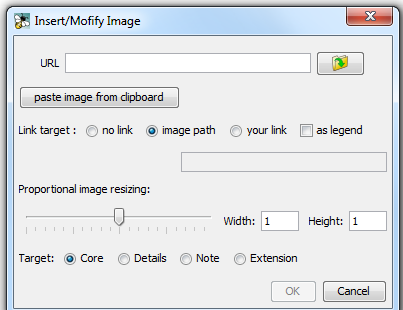 Insert/Mofify Image
URL
paste image from clipboard
Link target : no link image path your link as legend
Proportional image resizing:
Width: 1 Height: 1
Target: Core Details Note Extension
OK Cancel